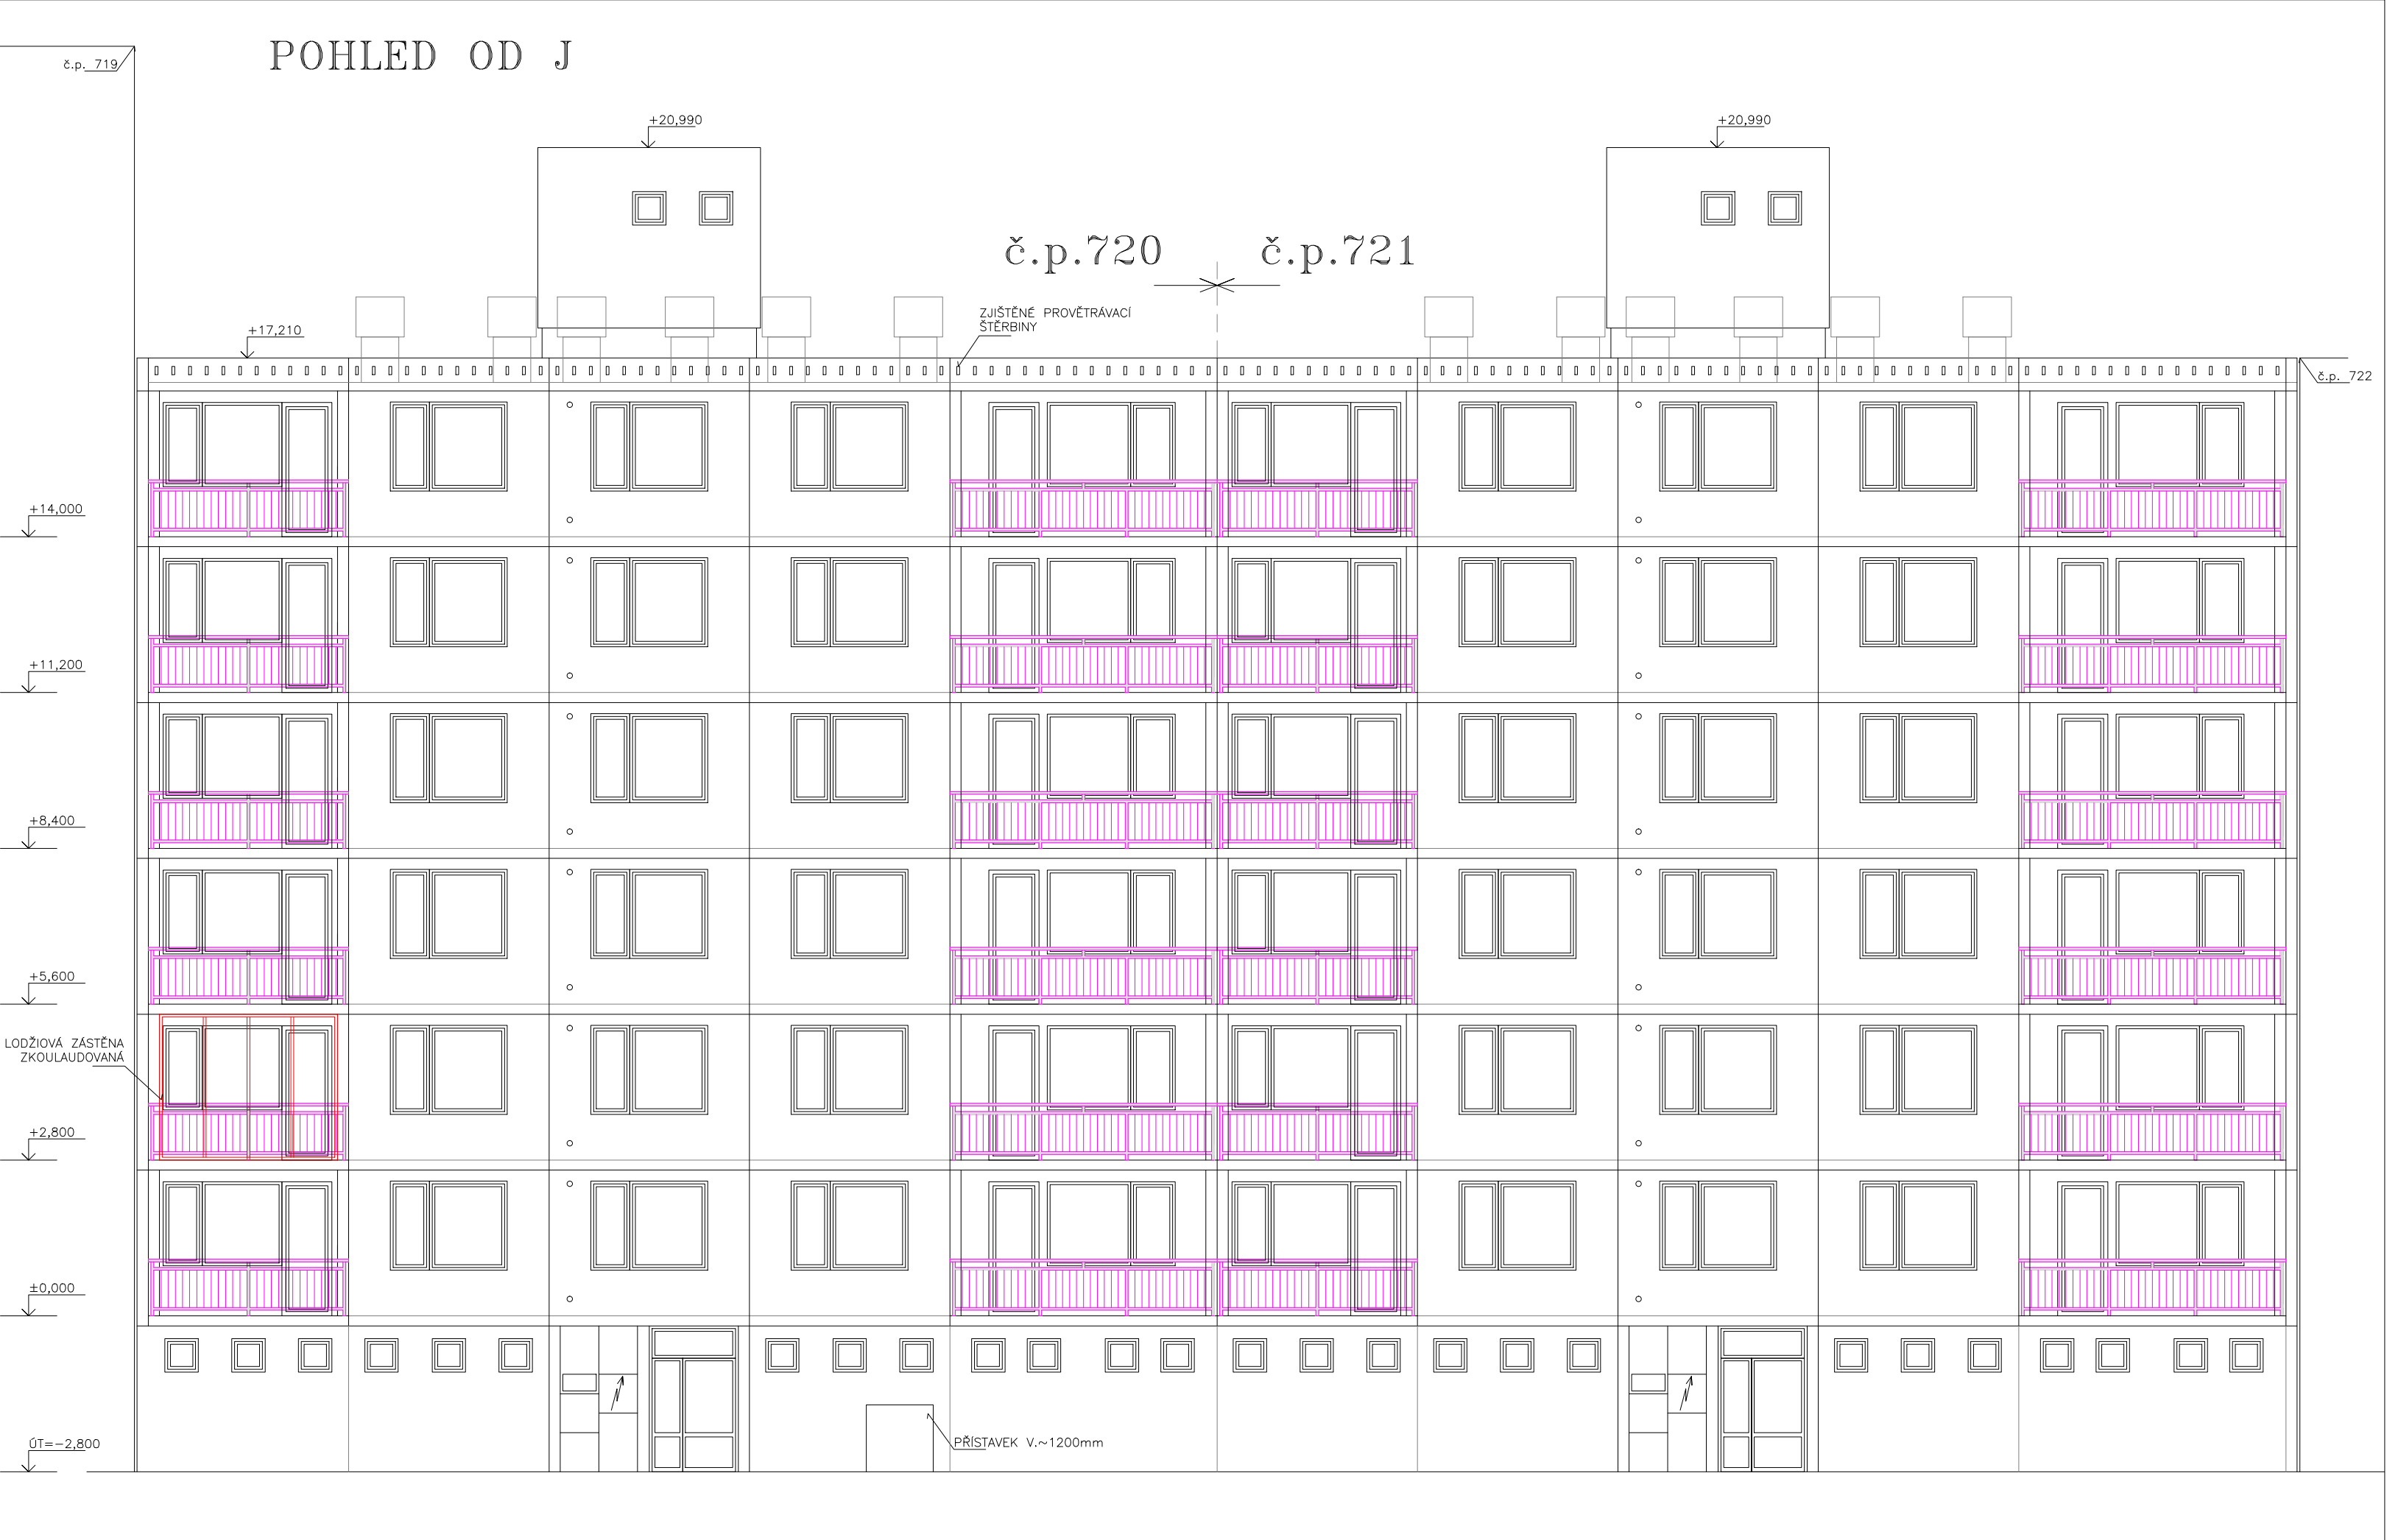 POHLED OD J
č.p. 719
+20,990
+20,990
č.p.720
č.p.721
ZJIŠTĚNÉ PROVĚTRÁVACÍ
ŠTĚRBINY
+17,210
č.p. 722
+14,000
+11,200
+8,400
+5,600
LODŽIOVÁ ZÁSTĚNA
ZKOULAUDOVANÁ
+2,800
±0,000
PŘÍSTAVEK V.~1200mm
ÚT=−2,800